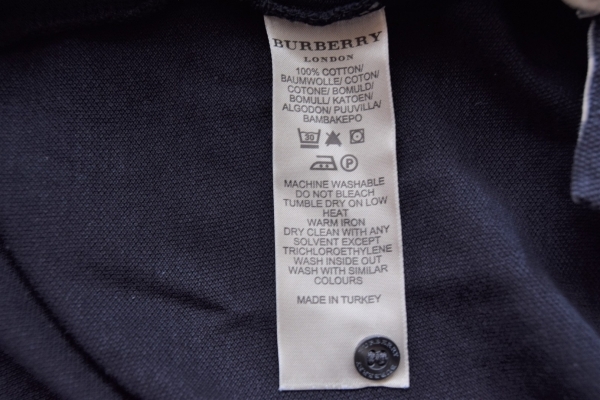 BURBERRY
LONDON
100% COTTON/
BAUMWOLLE/ COTON/
COTONE/ BOMULD/
BOMULL/ KATOEN/
ALGODON/ PUUVILLA/
BAMBAKEPO
30
P
MACHINE WASHABLE
DO NOT BLEACH
TUMBLE DRY ON LOW
HEAT
WARM IRON
DRY CLEAN WITH ANY
SOLVENT EXCEPT
TRICHLOROETHYLENE
WASH INSIDE OUT
WASH WITH SIMILAR
COLOURS
MADE IN TURKEY
BURBERRY